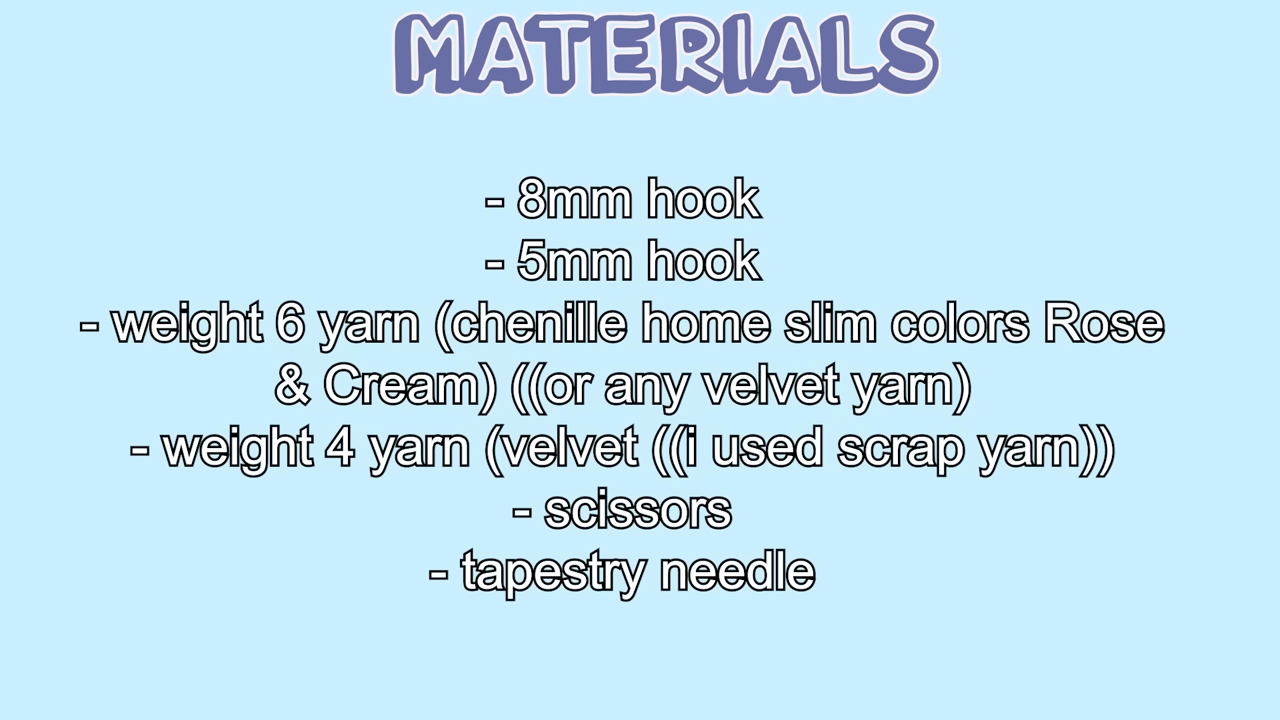 MATERIALS
- 8mm hook
- 5mm hook
- weight 6 yarn (chenille home slim colors Rose
& Cream) ((or any velvet yarn)
- weight 4 yarn (velvet ((i used scrap yarn))
- scissors
- tapestry needle